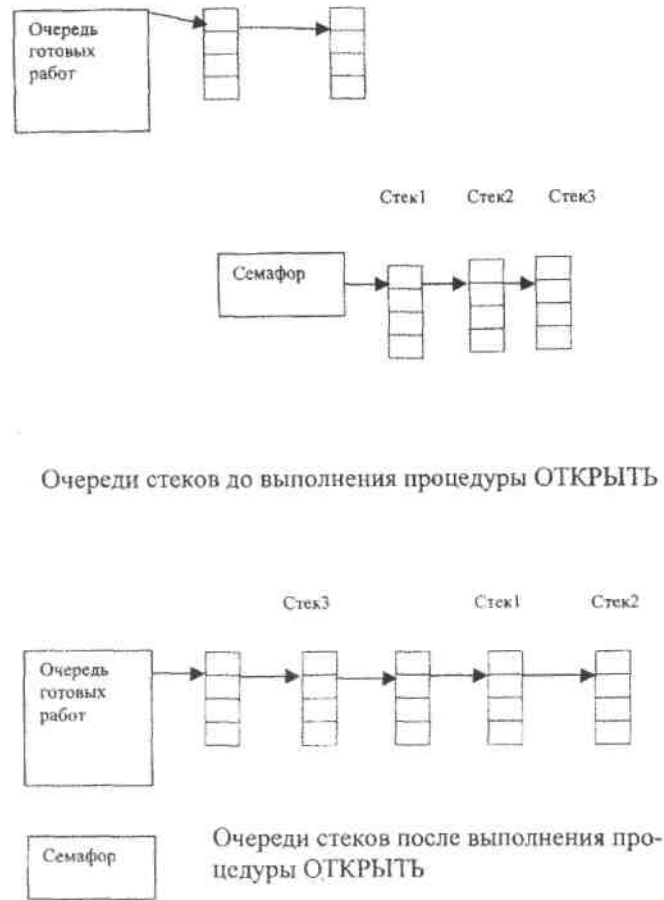 Очередь
готовых
работ
Стек1 Стек2 Стек3
Семафор
Очереди стеков до выполнения процедуры ОТКРЫТЬ
Стек3 Стек1 Стек2
Очередь
готовых
работ
Семафор
Очереди стеков после выполнения про-
цедуры ОТКРЫТЬ